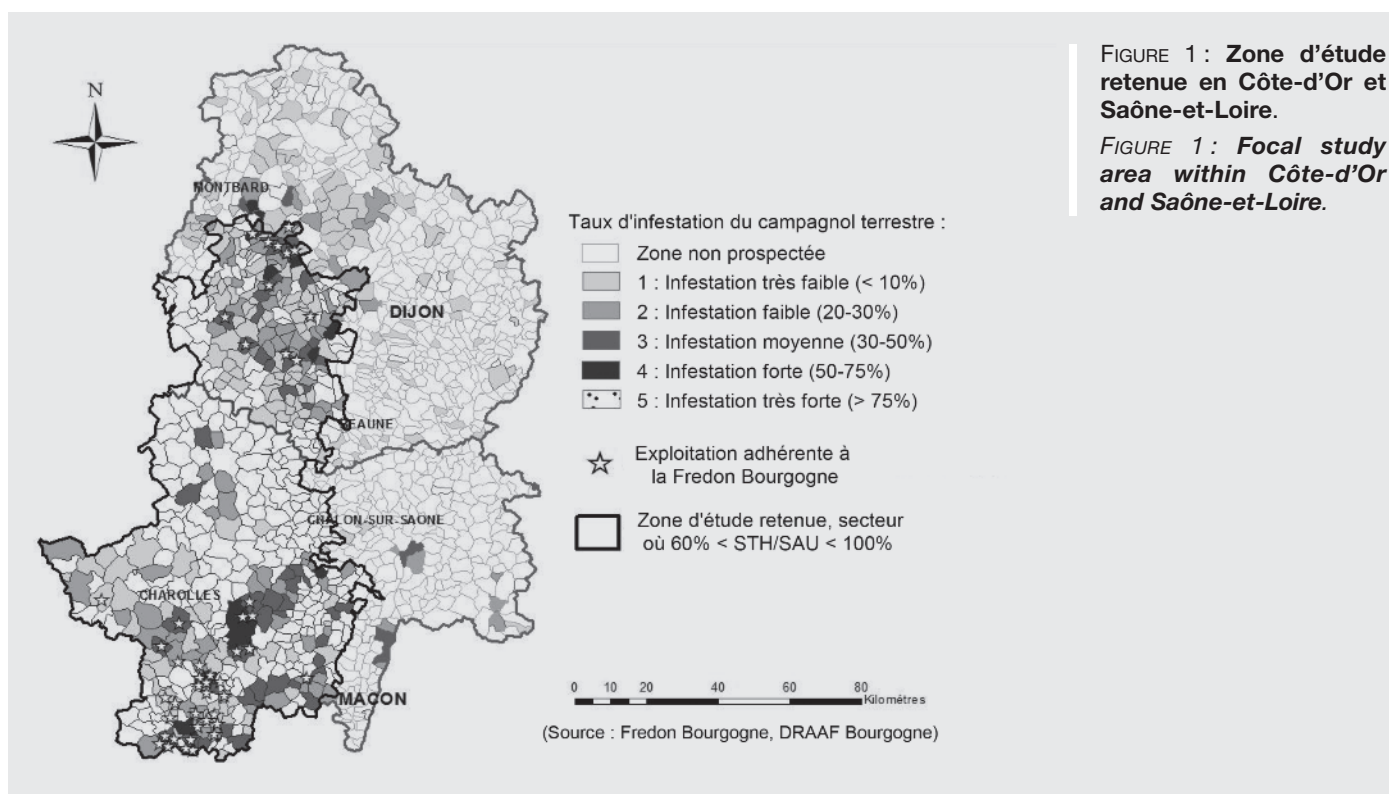 N
MONTBARD
DIJON
BEAUNE
CHALON-SUR-SAONE
CHAROLLES
MACON
Taux d'infestation du campagnol terrestre :
Zone non prospectée
1 : Infestation très faible (< 10%)
2 : Infestation faible (20-30%)
3 : Infestation moyenne (30-50%)
4 : Infestation forte (50-75%)
5 : Infestation très forte (> 75%)
Exploitation adhérente à
la Fredon Bourgogne
Zone d'étude retenue, secteur
où 60% < STH/SAU < 100%
0 10 20 40 60 80
Kilomètres
(Source : Fredon Bourgogne, DRAAF Bourgogne)
FIGURE 1 : Zone d'étude
retenue en Côte-d'Or et
Saône-et-Loire.
FIGURE 1 : Focal study
area within Côte-d'Or
and Saône-et-Loire.